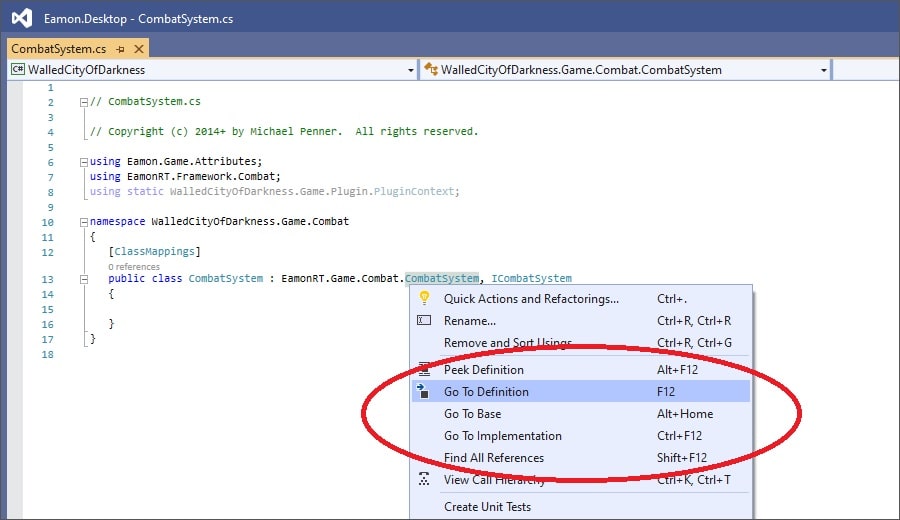 Eamon.Desktop - CombatSystem.cs
CombatSystem.cs
C# WalledCityOfDarkness WalledCityOfDarkness.Game.Combat.CombatSystem
1
2 // CombatSystem.cs
3
4 // Copyright (c) 2014+ by Michael Penner.  All rights reserved.
5
6 using Eamon.Game.Attributes;
7 using EamonRT.Framework.Combat;
8 using static WalledCityOfDarkness.Game.Plugin.PluginContext;
9
10 namespace WalledCityOfDarkness.Game.Combat
11 {
12 [ClassMappings]
0 references
13 public class CombatSystem : EamonRT.Game.Combat.CombatSystem, ICombatSystem
14 {
15
16 }
17 }
18
Quick Actions and Refactorings... Ctrl+.
Rename... Ctrl+R, Ctrl+R
Remove and Sort Usings Ctrl+R, Ctrl+G
Peek Definition Alt+F12
Go To Definition F12
Go To Base Alt+Home
Go To Implementation Ctrl+F12
Find All References Shift+F12
View Call Hierarchy Ctrl+K, Ctrl+T
Create Unit Tests